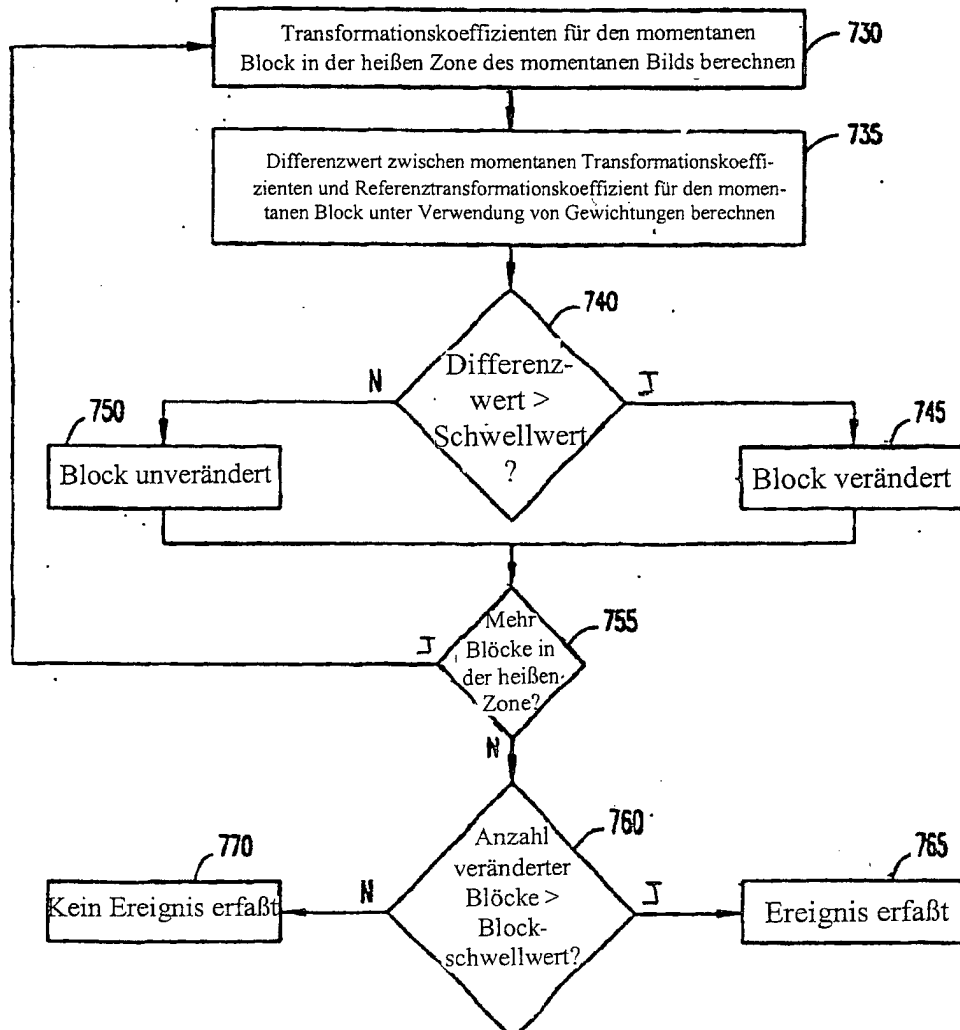 Transformationskoeffizienten für den momentanen
Block in der heißen Zone des momentanen Bilds berechnen
730
735
Differenzwert zwischen momentanen Transformationskoeffi-
zienten und Referenztransformationskoeffizient für den momen-
tanen Block unter Verwendung von Gewichtungen berechnen
740
Differenz-
wert >
Schwellwert
?
N
J
750
Block unverändert
745
Block verändert
755
Mehr
Blöcke in
der heißen
Zone?
J
N
760
Anzahl
veränderter
Blöcke >
Block-
schwellwert?
N
J
770
Kein Ereignis erfaßt
765
Ereignis erfaßt